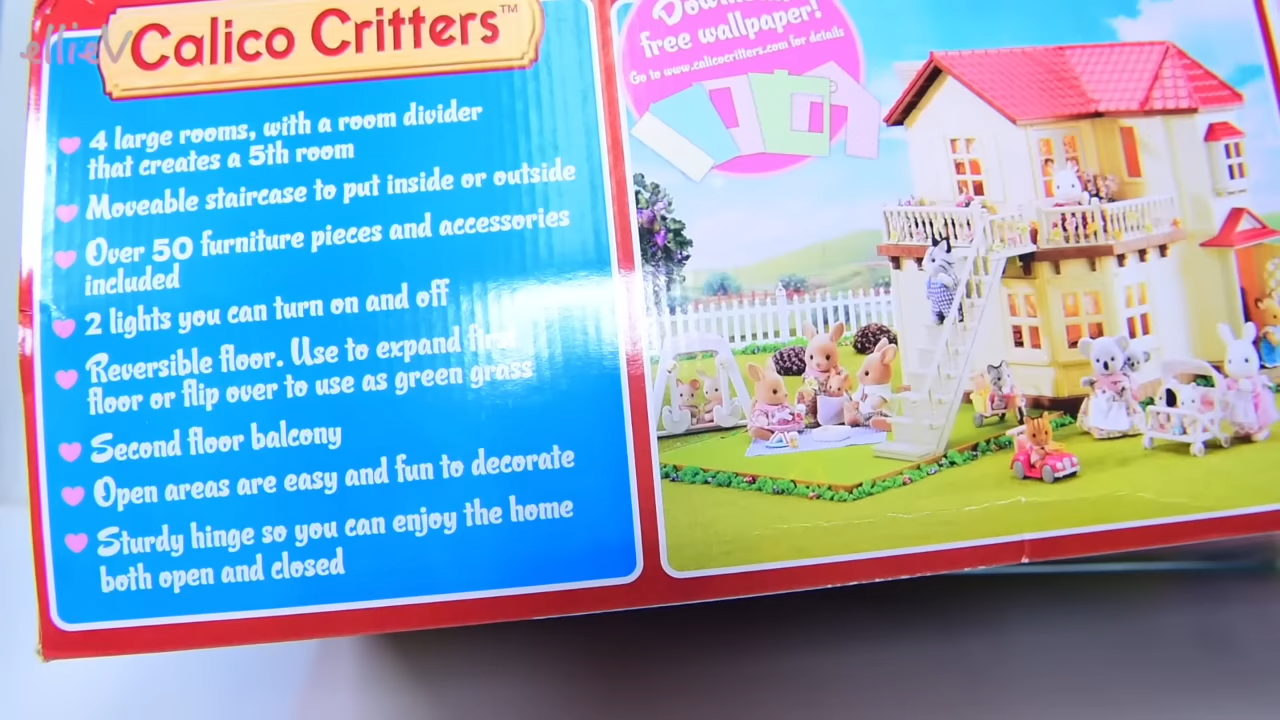 ellieV
Calico Critters™
4 large rooms, with a room divider
that creates a 5th room
Moveable staircase to put inside or outside
Over 50 furniture pieces and accessories
included
2 lights you can turn on and off
Reversible floor. Use to expand first
floor or flip over to use as green grass
Second floor balcony
Open areas are easy and fun to decorate
Sturdy hinge so you can enjoy the home
both open and closed
free wallpaper!
Go to www.calicocritters.com for details